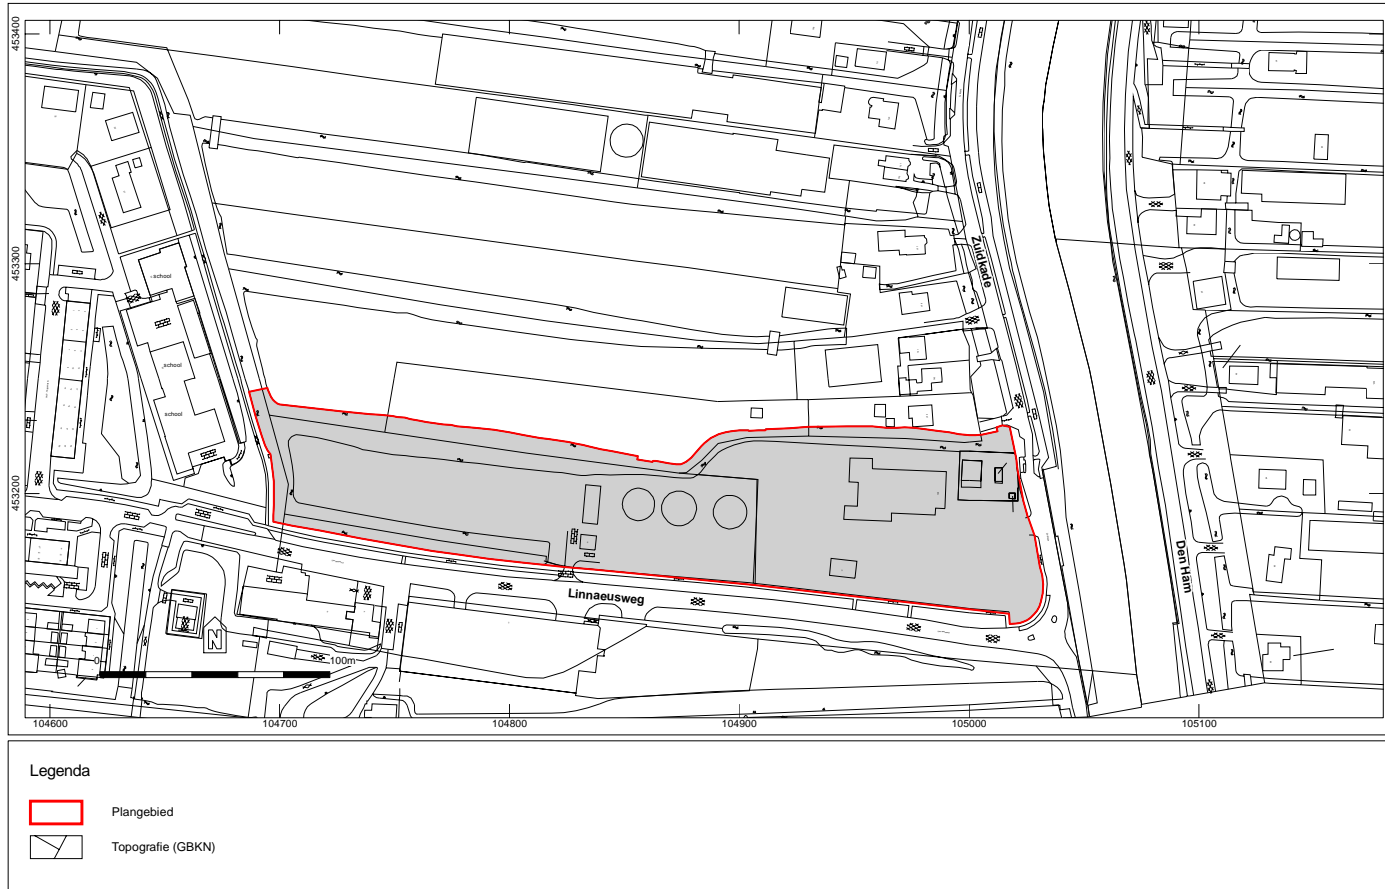 453400
453300
453200
Zuidkade
school
school
school
Den Ham
Linnaeusweg
N
0
100m
104600
104700
104800
104900
105000
105100
Legenda
Plangebied
Topografie (GBKN)